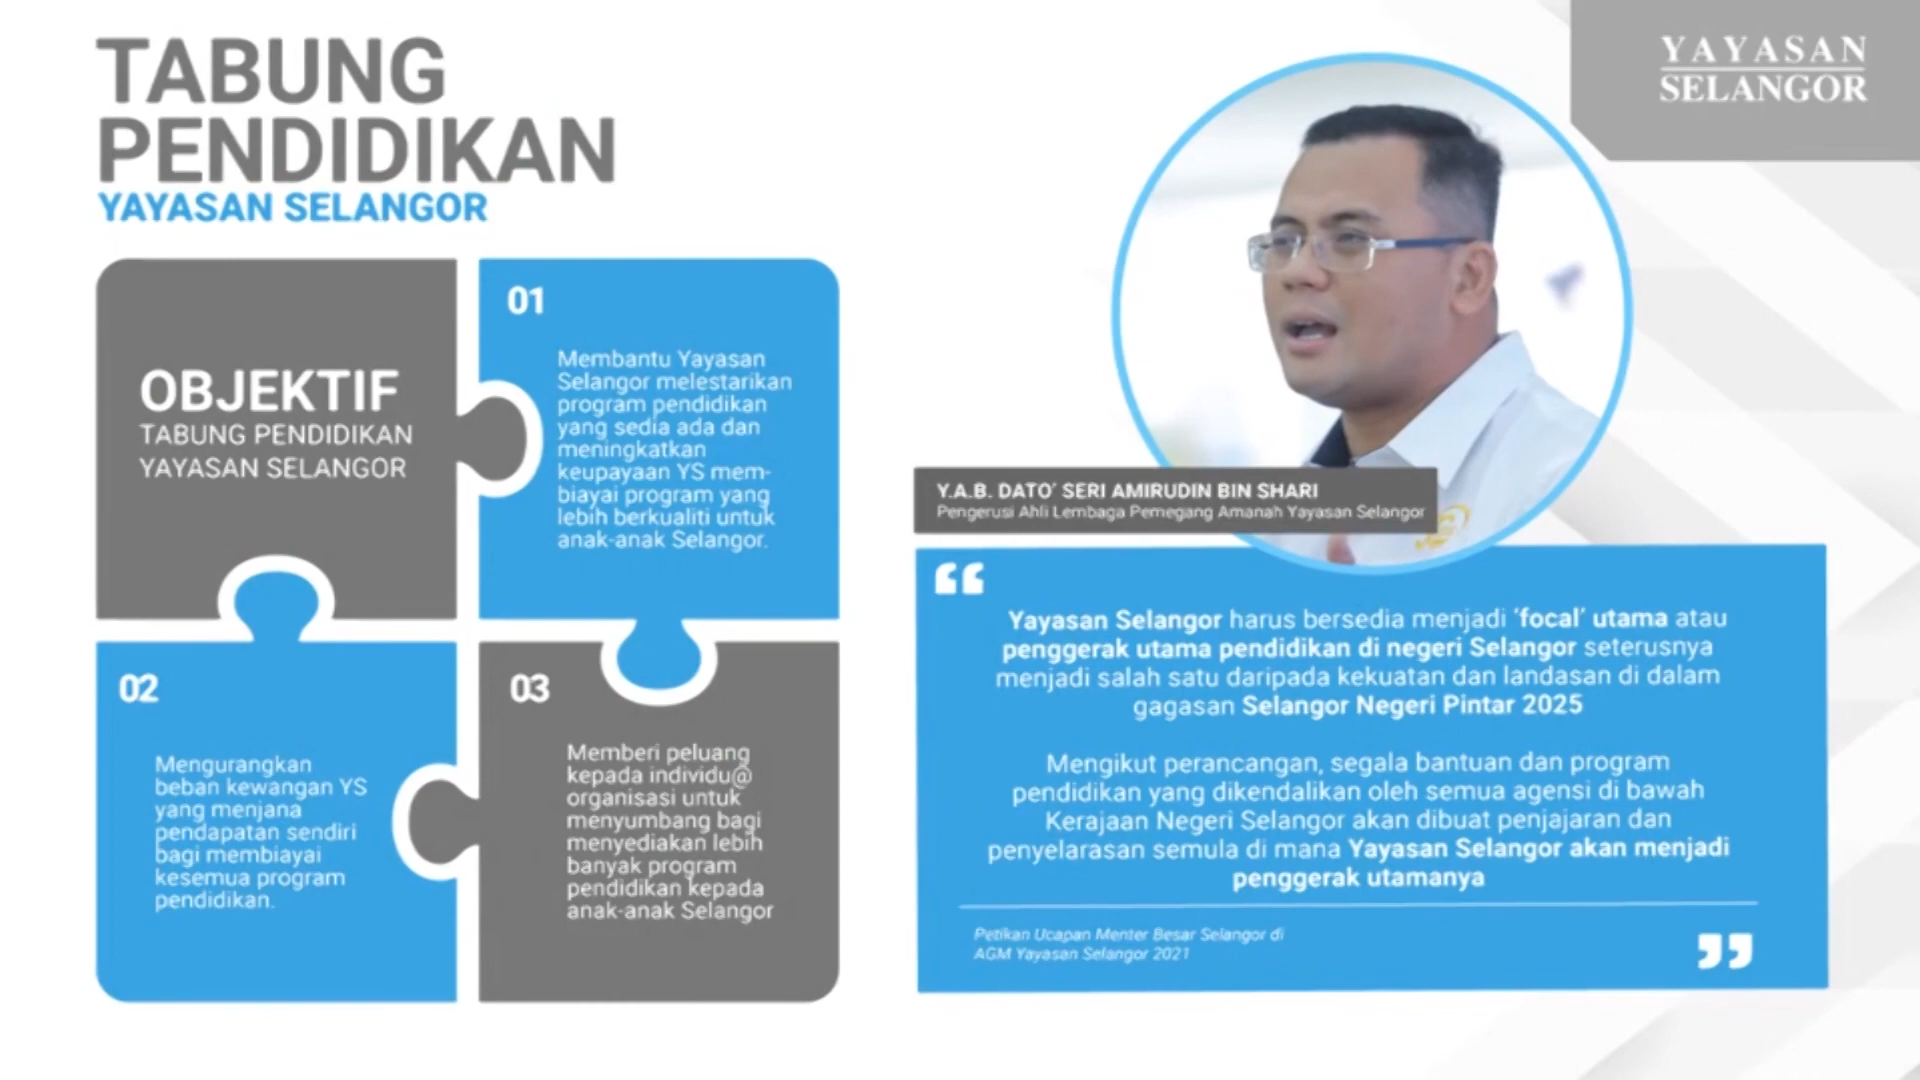 TABUNG
PENDIDIKAN
YAYASAN SELANGOR
YAYASAN
SELANGOR
OBJEKTIF
TABUNG PENDIDIKAN
YAYASAN SELANGOR
01
Membantu Yayasan
Selangor melestarikan
program pendidikan
yang sedia ada dan
meningkatkan
keupayaan YS mem-
biayai program yang
lebih berkualiti untuk
anak-anak Selangor.
02
Mengurangkan
beban kewangan YS
yang menjana
pendapatan sendiri
bagi membiayai
kesemua program
pendidikan.
03
Memberi peluang
kepada individu@
organisasi untuk
menyumbang bagi
menyediakan lebih
banyak program
pendidikan kepada
anak-anak Selangor
Y.A.B. DATO’ SERI AMIRUDIN BIN SHARI
Pengerusi Ahli Lembaga Pemegang Amanah Yayasan Selangor
“
Yayasan Selangor harus bersedia menjadi ‘focal’ utama atau
penggerak utama pendidikan di negeri Selangor seterusnya
menjadi salah satu daripada kekuatan dan landasan di dalam
gagasan Selangor Negeri Pintar 2025
Mengikut perancangan, segala bantuan dan program
pendidikan yang dikendalikan oleh semua agensi di bawah
Kerajaan Negeri Selangor akan dibuat penjajaran dan
penyelarasan semula di mana Yayasan Selangor akan menjadi
penggerak utamanya
Petikan Ucapan Menter Besar Selangor di
AGM Yayasan Selangor 2021
”